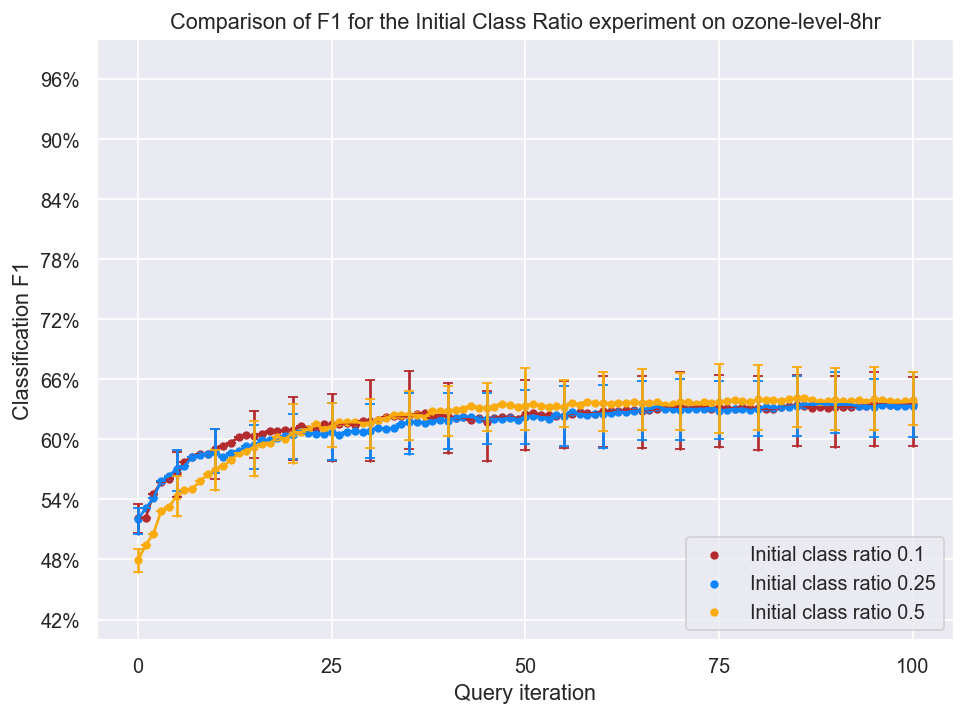 Comparison of F1 for the Initial Class Ratio experiment on ozone-level-8hr
96%
90%
84%
78%
72%
66%
60%
54%
48%
42%
Classification F1
Initial class ratio 0.1
Initial class ratio 0.25
Initial class ratio 0.5
0
25
50
75
100
Query iteration